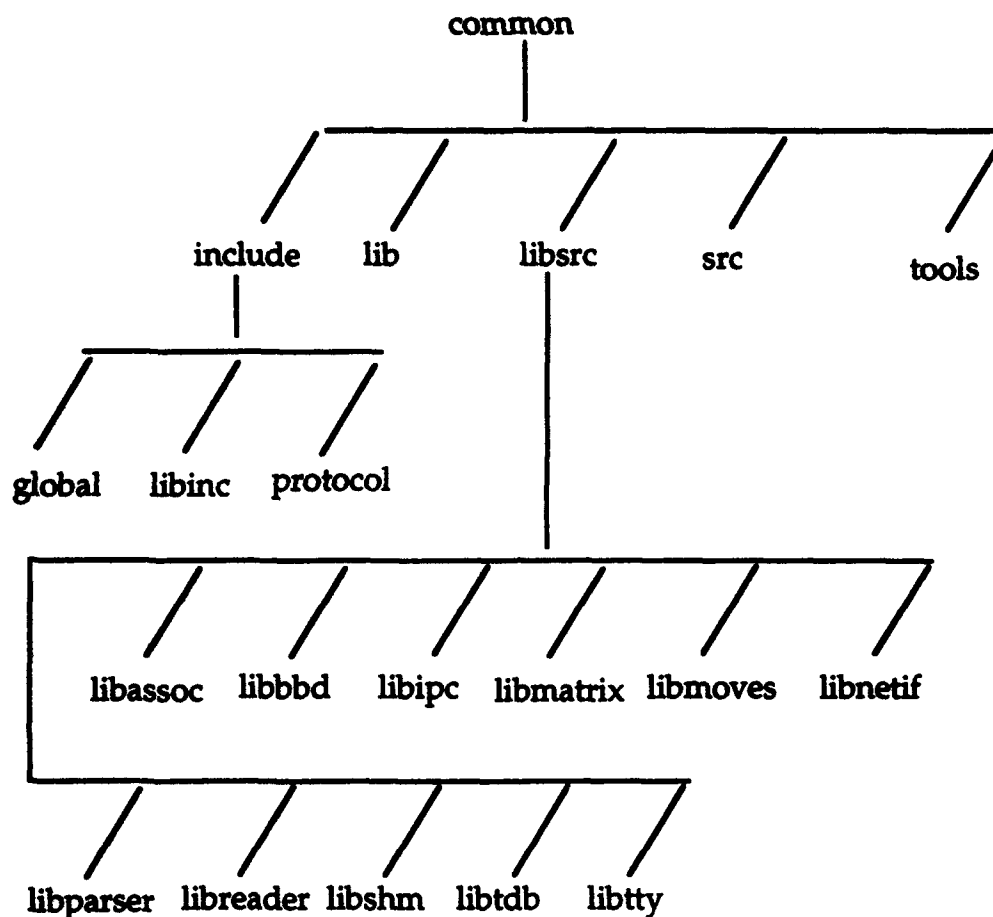 common
include lib libsrc src tools
global libinc protocol
libassoc libbbd libipc libmatrix libmoves libnetif
libparser libreader libshm libtdb libtty